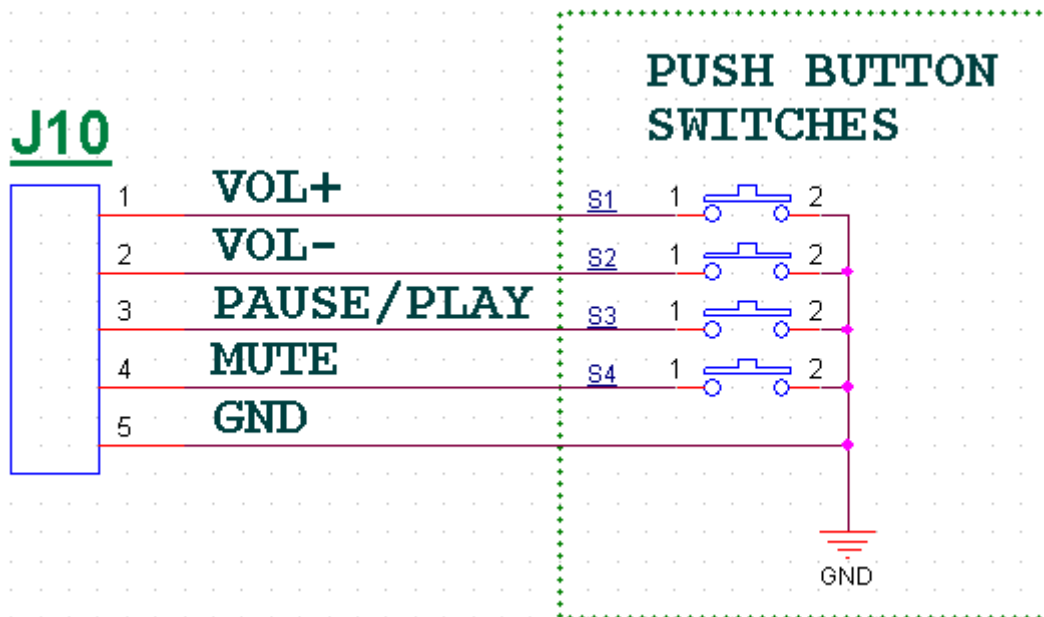 PUSH BUTTON
SWITCHES
J10
1 VOL+ S1 1 2
2 VOL- S2 1 2
3 PAUSE/PLAY S3 1 2
4 MUTE S4 1 2
5 GND
GND